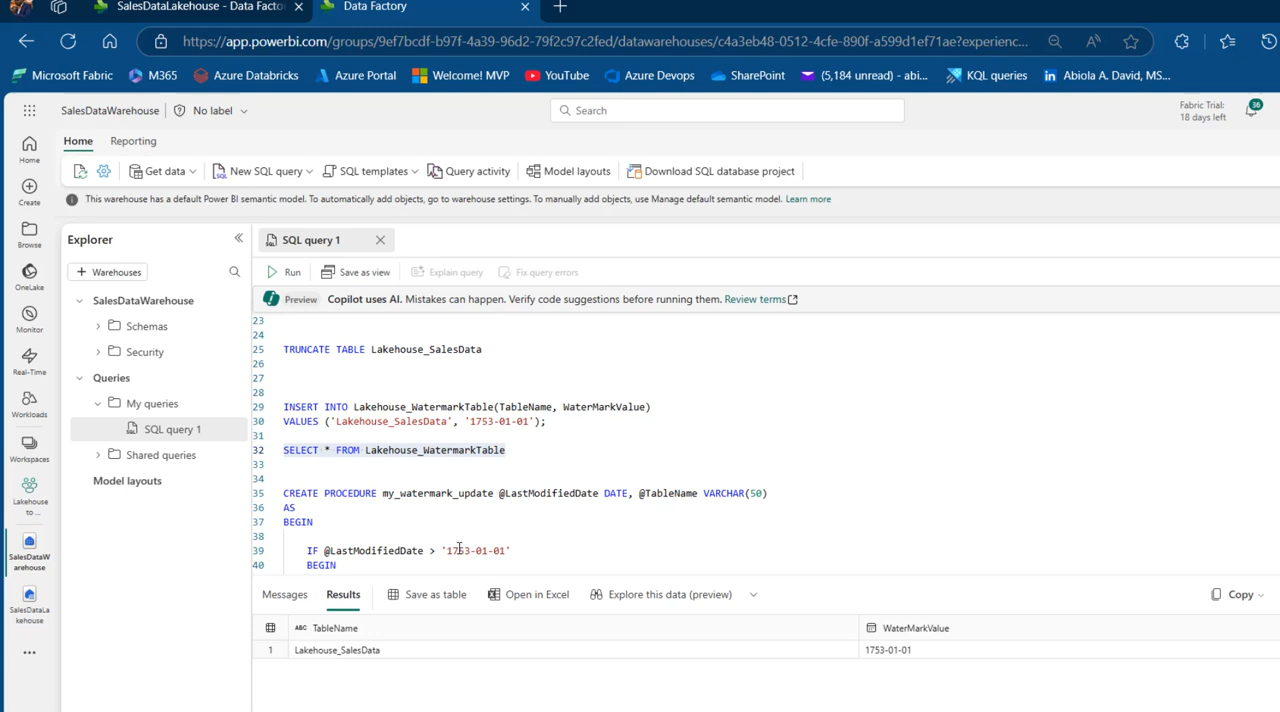 SalesDataLakehouse - Data Factor
Data Factory
https://app.powerbi.com/groups/9ef7bcdf-b97f-4a39-96d2-79f2c97c2fed/datawarehouses/c4a3eb48-0512-4cfe-890f-a599d1ef71ae?experienc...
Microsoft Fabric
M365
Azure Databricks
Azure Portal
Welcome! MVP
YouTube
Azure Devops
SharePoint
(5,184 unread) - abi...
KQL queries
Abiola A. David, MS...
SalesDataWarehouse
No label
Search
Fabric Trial:
18 days left
36
Home
Reporting
Get data
New SQL query
SQL templates
Query activity
Model layouts
Download SQL database project
This warehouse has a default Power BI semantic model. To automatically add objects, go to warehouse settings. To manually add objects, use Manage default semantic model. Learn more
Home
Create
Browse
OneLake
Monitor
Real-Time
Workloads
Workspaces
Lakehouse
to ...
SalesDataW
arehouse
SalesDataLa
kehouse
Explorer
+ Warehouses
SalesDataWarehouse
Schemas
Security
Queries
My queries
SQL query 1
Shared queries
Model layouts
SQL query 1
Run
Save as view
Explain query
Fix query errors
Preview
Copilot uses AI. Mistakes can happen. Verify code suggestions before running them. Review terms
23
24
25 TRUNCATE TABLE Lakehouse_SalesData
26
27
28
29 INSERT INTO Lakehouse_WatermarkTable(TableName, WaterMarkValue)
30 VALUES ('Lakehouse_SalesData', '1753-01-01');
31
32 SELECT * FROM Lakehouse_WatermarkTable
33
34
35 CREATE PROCEDURE my_watermark_update @LastModifiedDate DATE, @TableName VARCHAR(50)
36 AS
37 BEGIN
38
39 IF @LastModifiedDate > '1753-01-01'
40 BEGIN
Messages
Results
Save as table
Open in Excel
Explore this data (preview)
Copy
ABC TableName
WaterMarkValue
1 Lakehouse_SalesData
1753-01-01